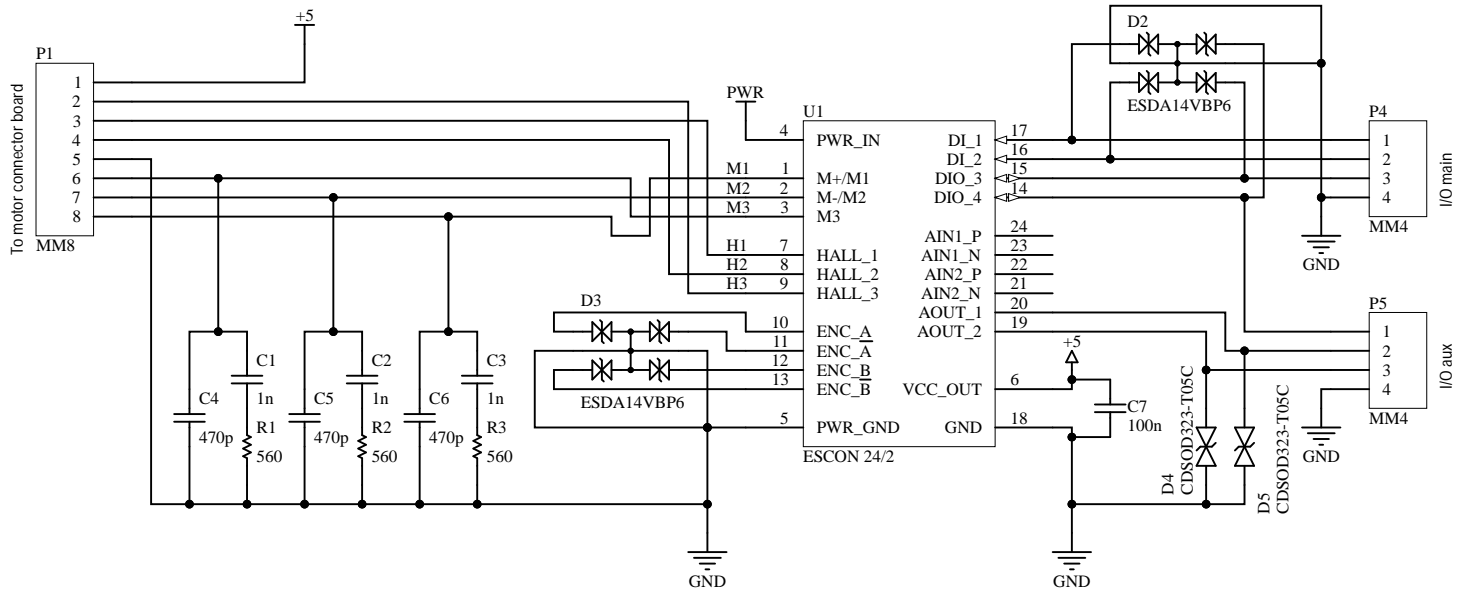 +5
P1
1
2
3
4
5
6
7
8
MM8
To motor connector board
C1
1n
C4
470p
R1
560
C2
1n
C5
470p
R2
560
C3
1n
C6
470p
R3
560
D3
ESDA14VBP6
PWR
U1
4 PWR_IN
M1 1 M+/M1
M2 2 M-/M2
M3 3 M3
H1 7 HALL_1
H2 8 HALL_2
H3 9 HALL_3
10 ENC_A
11 ENC_A̅
12 ENC_B
13 ENC_B̅
5 PWR_GND
DI_1 17
DI_2 16
DIO_3 15
DIO_4 14
AIN1_P 24
AIN1_N 23
AIN2_P 22
AIN2_N 21
AOUT_1 20
AOUT_2 19
VCC_OUT 6
GND 18
ESCON 24/2
GND
D2
ESDA14VBP6
+5
C7
100n
GND
D4
CDSOD323-T05C
D5
CDSOD323-T05C
P4
1
2
3
4
MM4
I/O main
GND
P5
1
2
3
4
MM4
I/O aux
GND